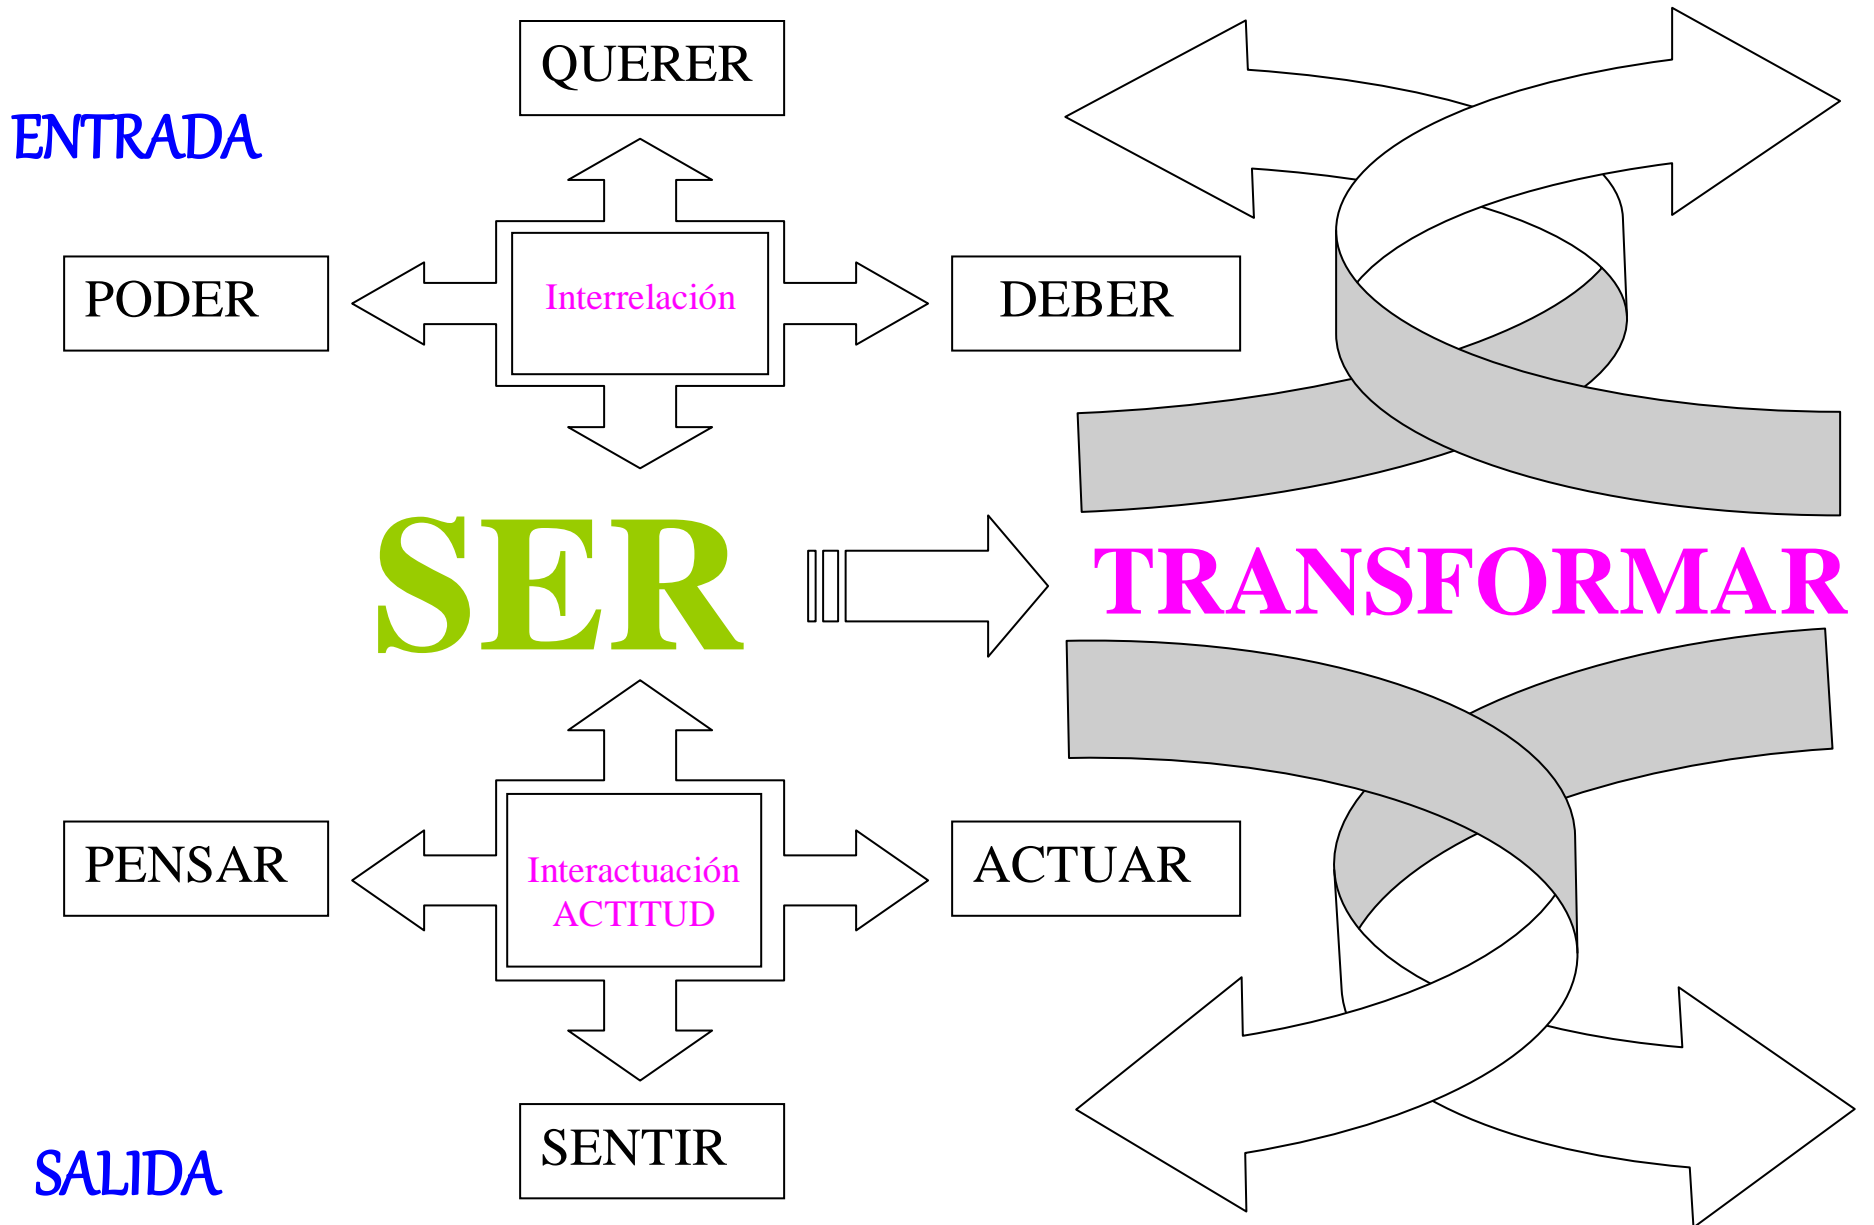 QUERER
ENTRADA
PODER
Interrelación
DEBER
SER
TRANSFORMAR
PENSAR
Interactuación
ACTITUD
ACTUAR
SENTIR
SALIDA